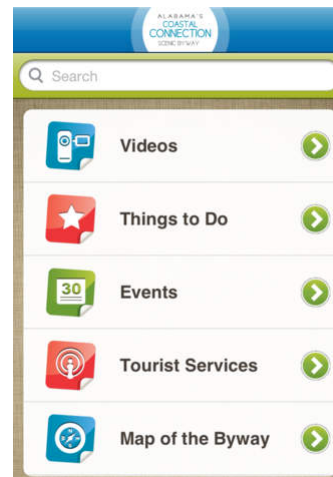 ALABAMA'S
COASTAL
CONNECTION
SCENIC BYWAY
Search
Videos
Things to Do
30
Events
Tourist Services
Map of the Byway